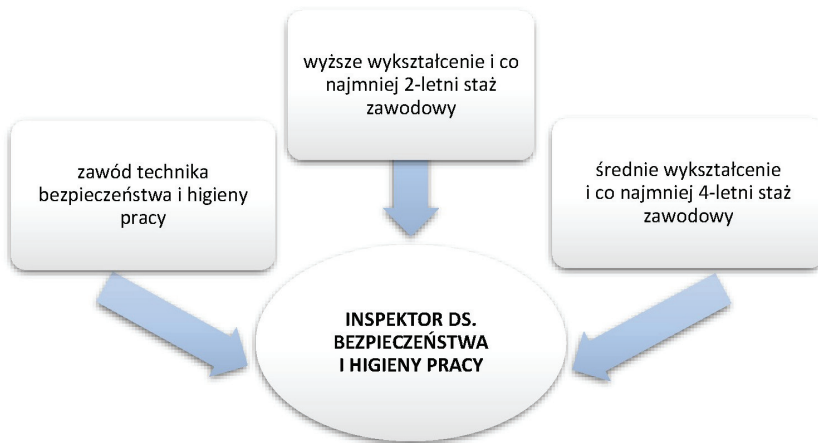 wyższe wykształcenie i co
najmniej 2-letni staż
zawodowy
zawód technika
bezpieczeństwa i higieny
pracy
średnie wykształcenie
i co najmniej 4-letni staż
zawodowy
INSPEKTOR DS.
BEZPIECZEŃSTWA
I HIGIENY PRACY